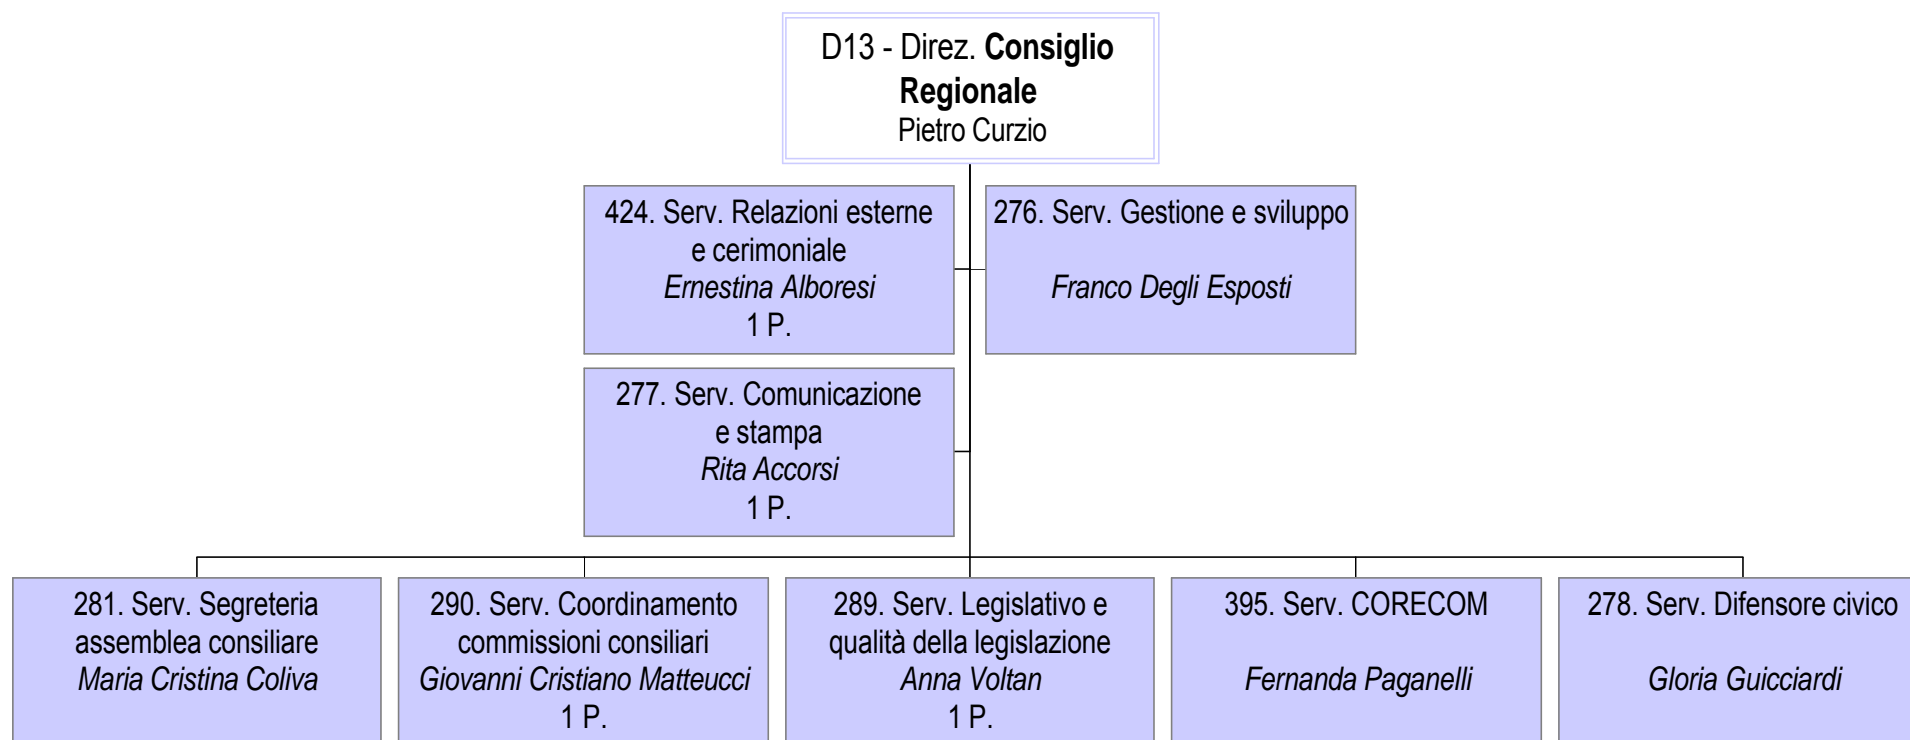 D13 - Direz. Consiglio
Regionale
Pietro Curzio
424. Serv. Relazioni esterne
e cerimoniale
Ernestina Alboresi
1 P.
276. Serv. Gestione e sviluppo
Franco Degli Esposti
277. Serv. Comunicazione
e stampa
Rita Accorsi
1 P.
281. Serv. Segreteria
assemblea consiliare
Maria Cristina Coliva
290. Serv. Coordinamento
commissioni consiliari
Giovanni Cristiano Matteucci
1 P.
289. Serv. Legislativo e
qualità della legislazione
Anna Voltan
1 P.
395. Serv. CORECOM
Fernanda Paganelli
278. Serv. Difensore civico
Gloria Guicciardi